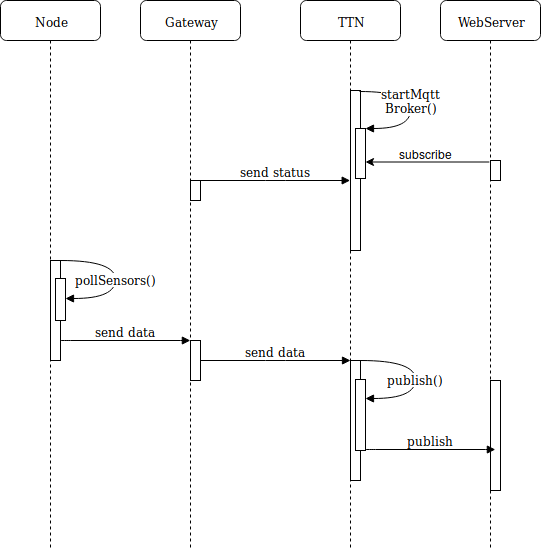 Node
Gateway
TTN
WebServer
startMqtt
Broker()
subscribe
send status
pollSensors()
send data
send data
publish()
publish